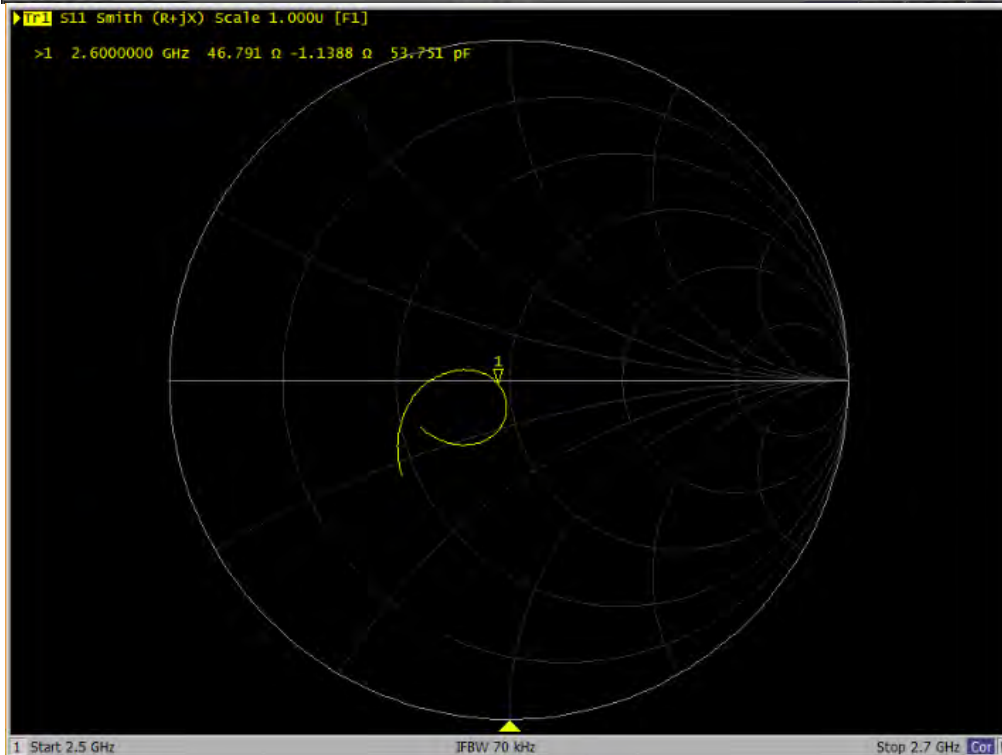 Tr1 S11 Smith (R+jX) Scale 1.000U [F1]
>1 2.6000000 GHz 46.791 Ω -1.1388 Ω 53.751 pF
1
1 Start 2.5 GHz IFBW 70 kHz Stop 2.7 GHz Cor